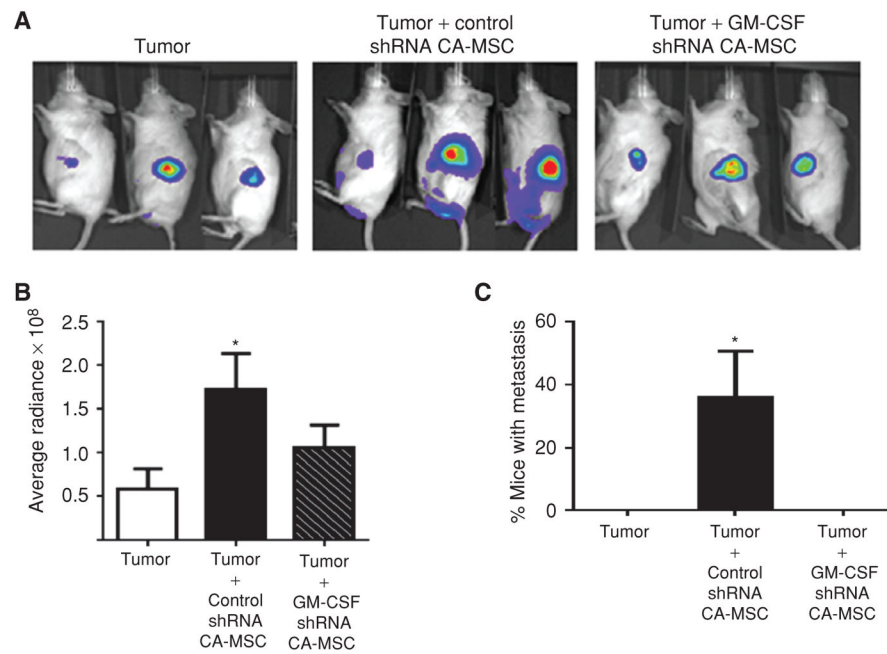 A
Tumor
Tumor + control
shRNA CA-MSC
Tumor + GM-CSF
shRNA CA-MSC
B
Average radiance × 10⁸
2.5
2.0
1.5
1.0
0.5
*
Tumor
Tumor
+
Control
shRNA
CA-MSC
Tumor
+
GM-CSF
shRNA
CA-MSC
C
% Mice with metastasis
60
40
20
0
*
Tumor
Tumor
+
Control
shRNA
CA-MSC
Tumor
+
GM-CSF
shRNA
CA-MSC